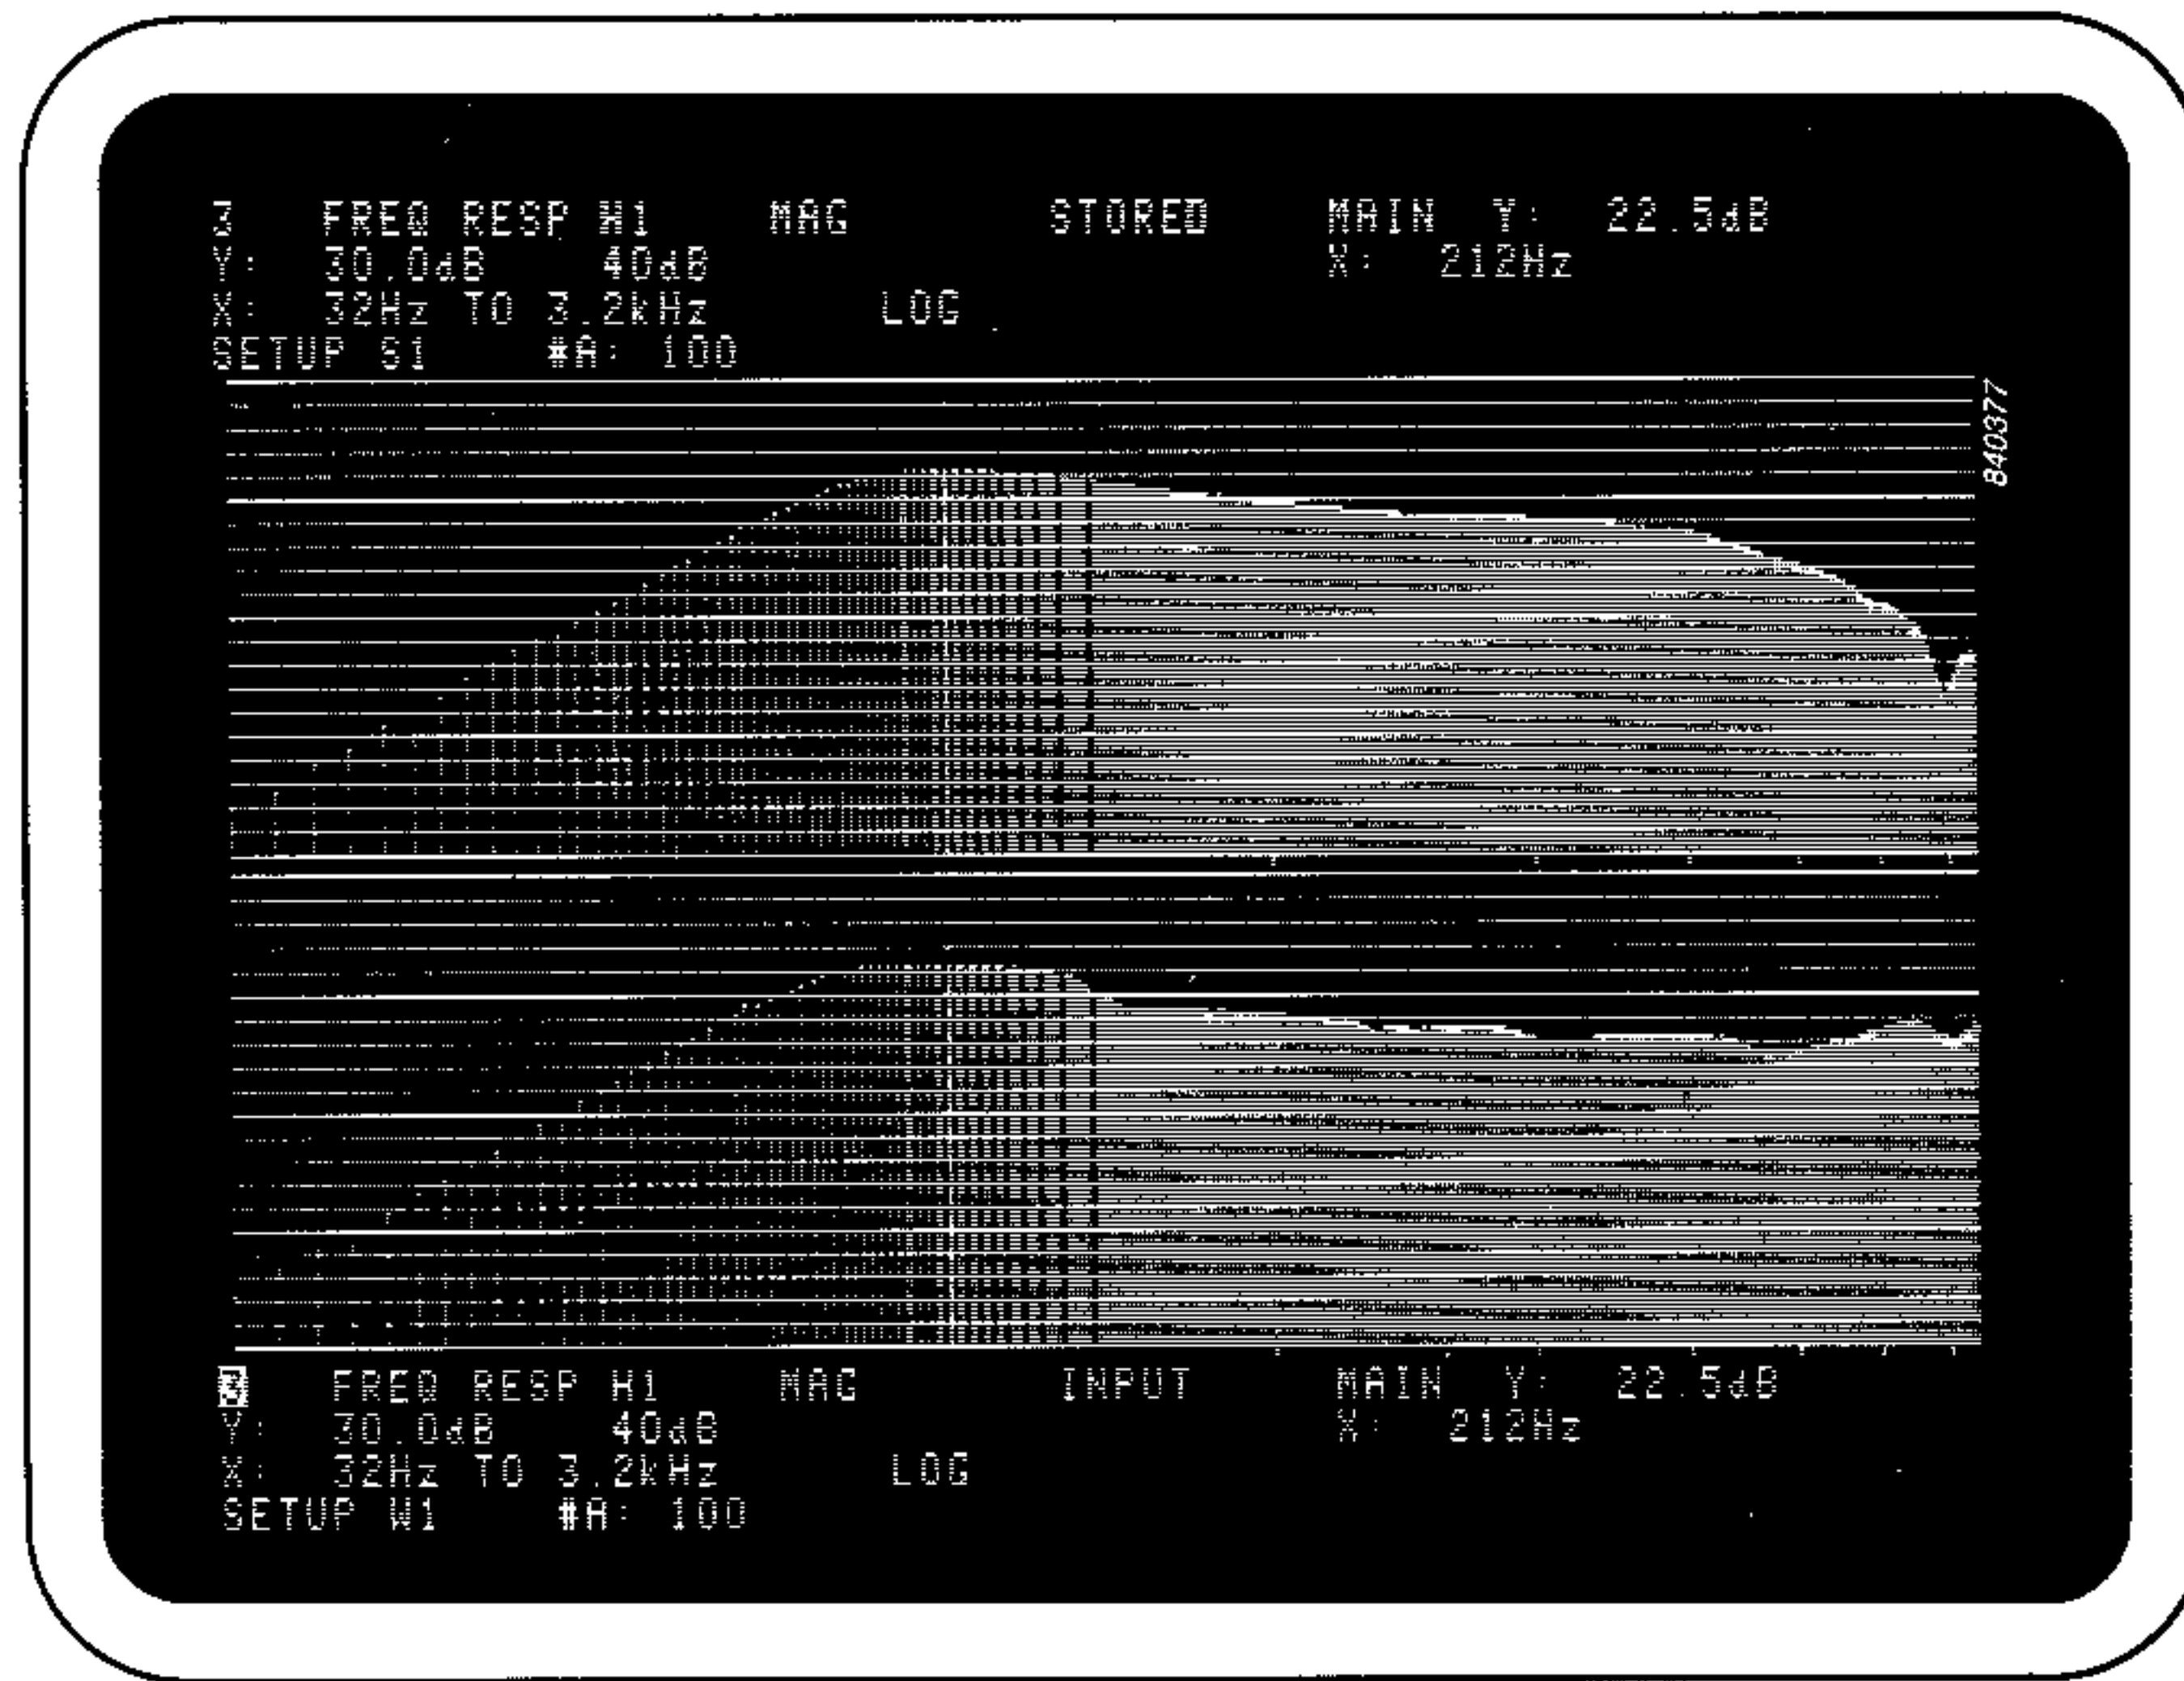 3 FREQ RESP H1 MAG STORED MAIN Y: 22.5dB
Y: 30.0dB 40dB X: 212Hz
X: 32Hz TO 3.2kHz LOG
SETUP S1 #A: 100
840377
FREQ RESP H1 MAG INPUT MAIN Y: 22.5dB
Y: 30.0dB 40dB X: 212Hz
X: 32Hz TO 3.2kHz LOG
SETUP W1 #A: 100